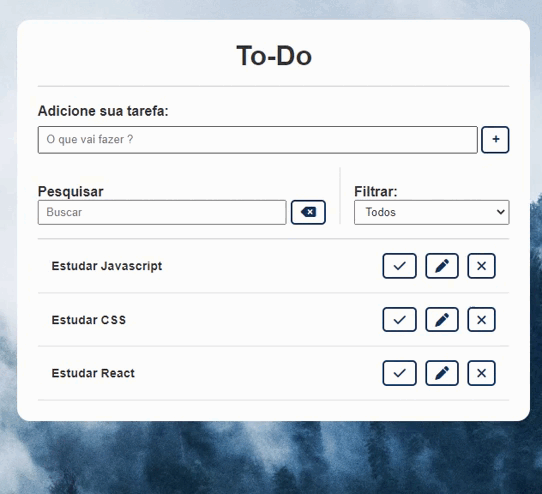 To-Do
Adicione sua tarefa:
O que vai fazer ?
+
Pesquisar
Filtrar:
Buscar
Todos
Estudar Javascript
Estudar CSS
Estudar React